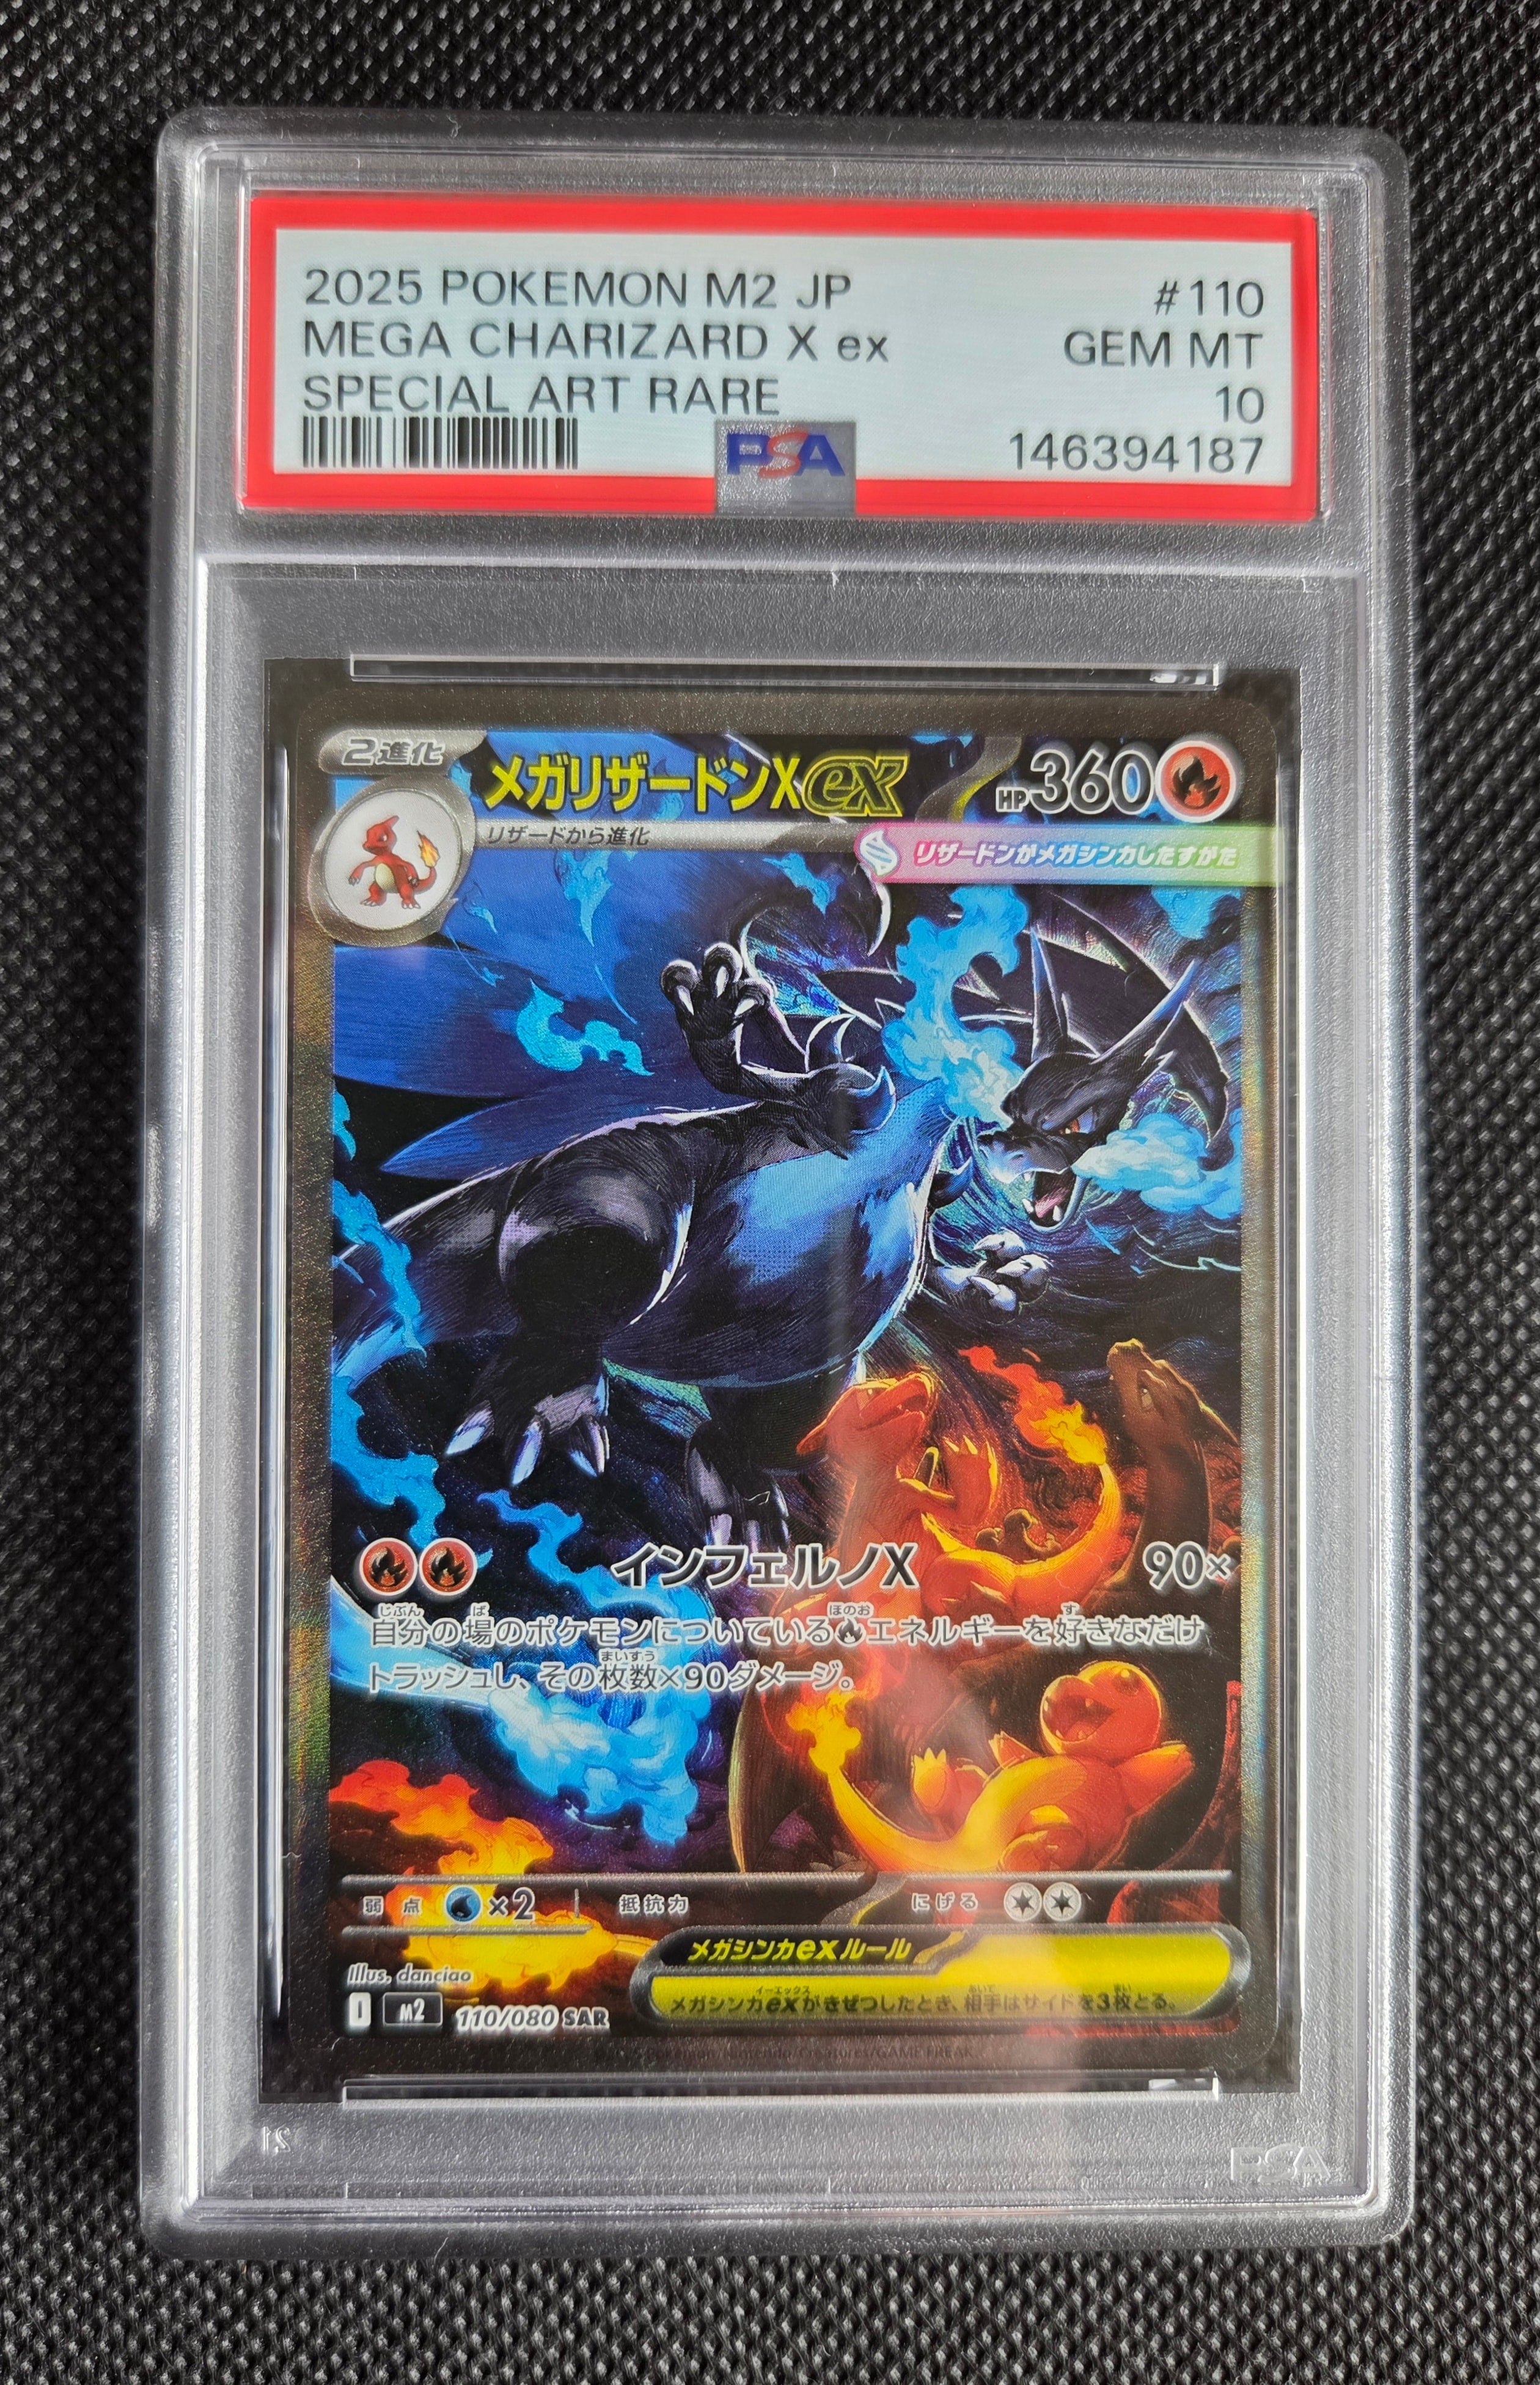 2025 POKEMON M2 JP
#110
MEGA CHARIZARD X ex
GEM MT
SPECIAL ART RARE
10
PSA
146394187
2進化
メガリザードンXex
HP360
リザードから進化
リザードンがメガシンカしたすがた
インフェルノX
90×
じぶん ば ほのお す
自分の場のポケモンについているエネルギーを好きなだけ
まいすう
トラッシュし、その枚数×90ダメージ。
弱点 ×2 抵抗力 にげる
メガシンカexルール
イーエックス あいて まい
メガシンカexがきぜつしたとき、相手はサイドを3枚とる。
Illus. danciao
I M2 110/080 SAR
Pokémon/Nintendo/Creatures/GAME FREAK.
PSA